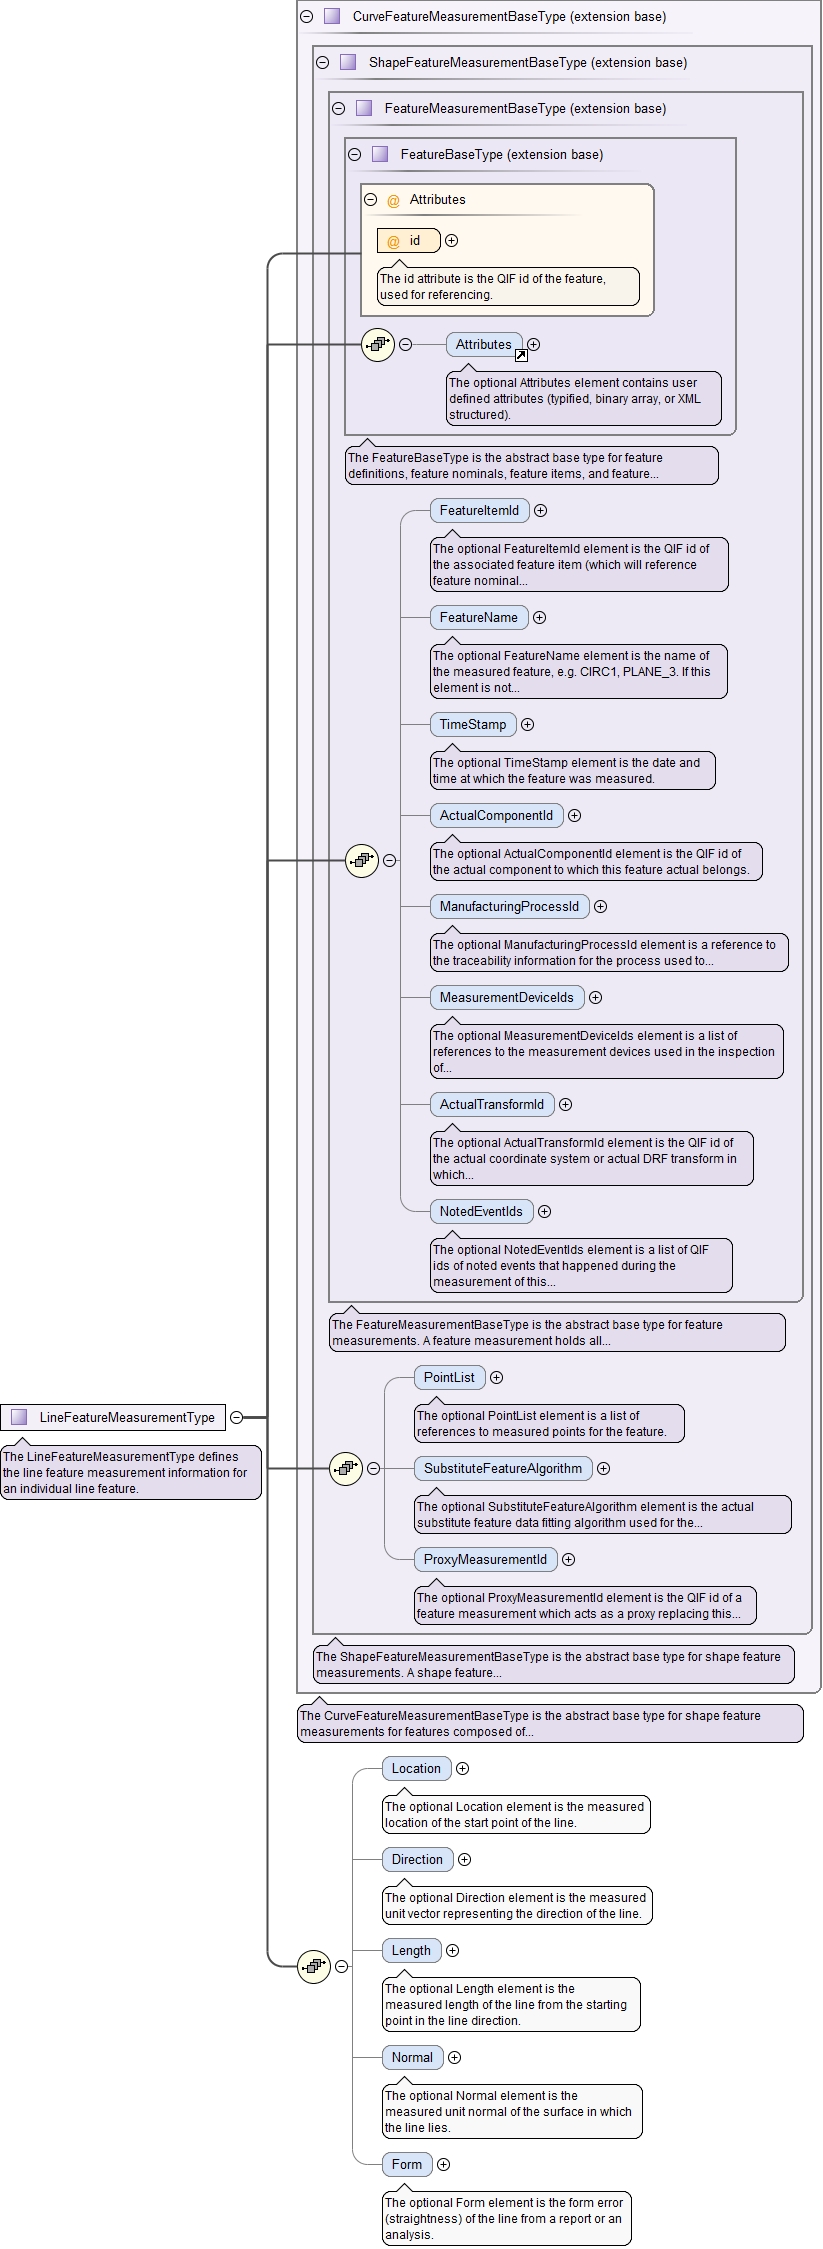 CurveFeatureMeasurementBaseType (extension base)
ShapeFeatureMeasurementBaseType (extension base)
FeatureMeasurementBaseType (extension base)
FeatureBaseType (extension base)
@ Attributes
@ id
The id attribute is the QIF id of the feature,
used for referencing.
Attributes
The optional Attributes element contains user
defined attributes (typified, binary array, or XML
structured).
The FeatureBaseType is the abstract base type for feature
definitions, feature nominals, feature items, and feature...
FeatureItemId
The optional FeatureItemId element is the QIF id of
the associated feature item (which will reference
feature nominal...
FeatureName
The optional FeatureName element is the name of
the measured feature, e.g. CIRC1, PLANE_3. If this
element is not...
TimeStamp
The optional TimeStamp element is the date and
time at which the feature was measured.
ActualComponentId
The optional ActualComponentId element is the QIF id of
the actual component to which this feature actual belongs.
ManufacturingProcessId
The optional ManufacturingProcessId element is a reference to
the traceability information for the process used to...
MeasurementDeviceIds
The optional MeasurementDeviceIds element is a list of
references to the measurement devices used in the inspection
of...
ActualTransformId
The optional ActualTransformId element is the QIF id of
the actual coordinate system or actual DRF transform in
which...
NotedEventIds
The optional NotedEventIds element is a list of QIF
ids of noted events that happened during the
measurement of this...
The FeatureMeasurementBaseType is the abstract base type for feature
measurements. A feature measurement holds all...
PointList
The optional PointList element is a list of
references to measured points for the feature.
LineFeatureMeasurementType
The LineFeatureMeasurementType defines
the line feature measurement information for
an individual line feature.
SubstituteFeatureAlgorithm
The optional SubstituteFeatureAlgorithm element is the actual
substitute feature data fitting algorithm used for the...
ProxyMeasurementId
The optional ProxyMeasurementId element is the QIF id of a
feature measurement which acts as a proxy replacing this...
The ShapeFeatureMeasurementBaseType is the abstract base type for shape feature
measurements. A shape feature...
The CurveFeatureMeasurementBaseType is the abstract base type for shape feature
measurements for features composed of...
Location
The optional Location element is the measured
location of the start point of the line.
Direction
The optional Direction element is the measured
unit vector representing the direction of the line.
Length
The optional Length element is the
measured length of the line from the starting
point in the line direction.
Normal
The optional Normal element is the
measured unit normal of the surface in which
the line lies.
Form
The optional Form element is the form error
(straightness) of the line from a report or an
analysis.